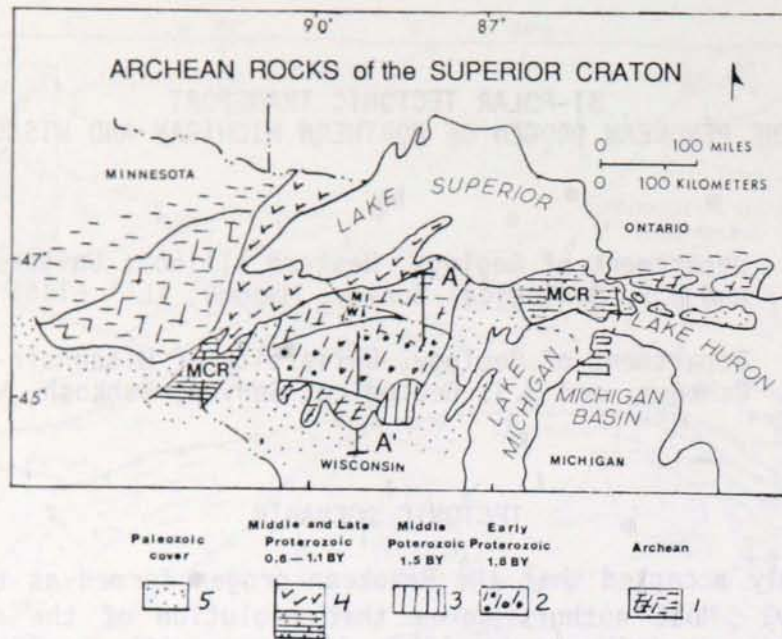 90° 87°
ARCHEAN ROCKS of the SUPERIOR CRATON
MINNESOTA
0 100 MILES
0 100 KILOMETERS
LAKE SUPERIOR
ONTARIO
47
MI
WI
A
MCR
MCR
LAKE HURON
LAKE MICHIGAN
MICHIGAN BASIN
45
A'
WISCONSIN
MICHIGAN
Paleozoic cover
Middle and Late Proterozoic
0.6 — 1.1 BY
Middle Poterozoic
1.5 BY
Early Proterozoic
1.8 BY
Archean
5 4 3 2 1